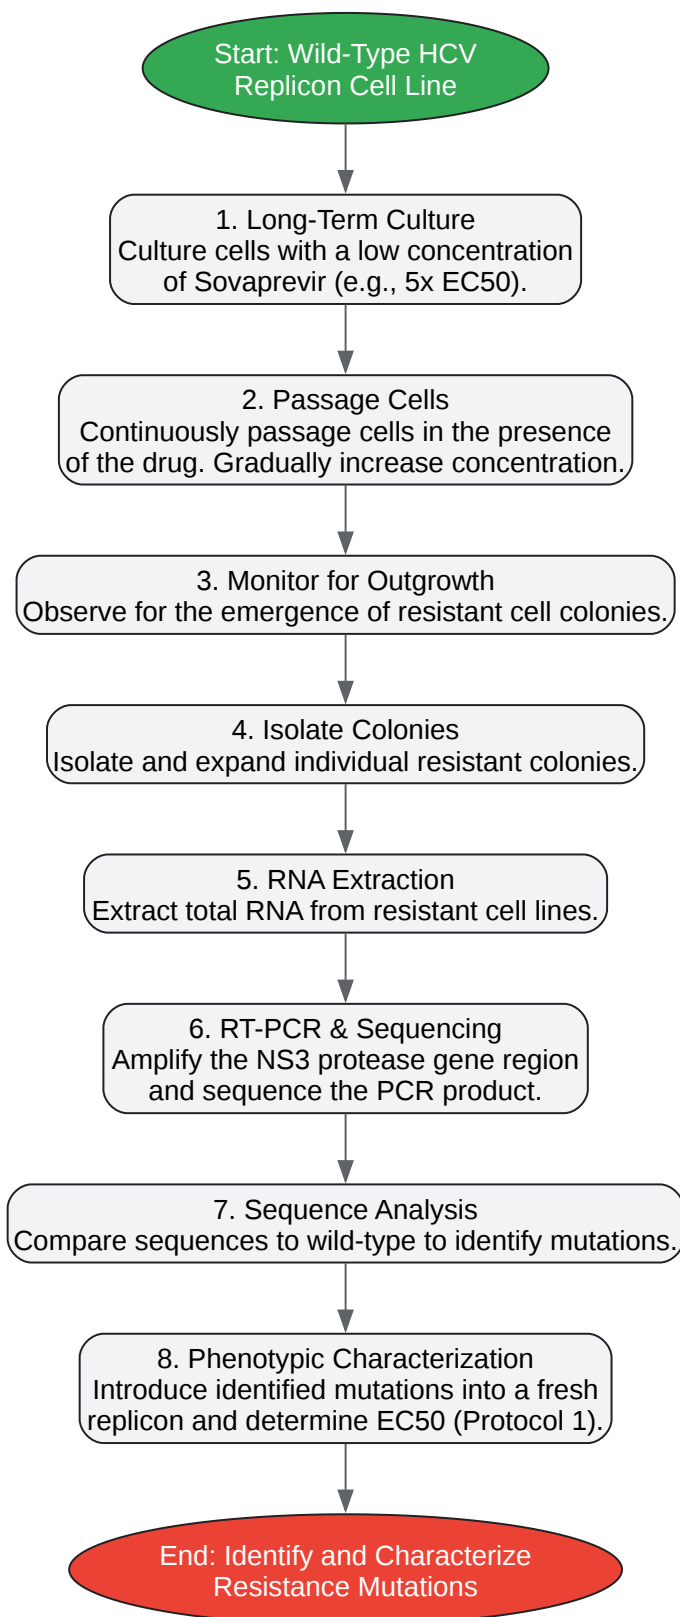 Start: Wild-Type HCV
Replicon Cell Line
1. Long-Term Culture
Culture cells with a low concentration
of Sovaprevir (e.g., 5x EC50).
2. Passage Cells
Continuously passage cells in the presence
of the drug. Gradually increase concentration.
3. Monitor for Outgrowth
Observe for the emergence of resistant cell colonies.
4. Isolate Colonies
Isolate and expand individual resistant colonies.
5. RNA Extraction
Extract total RNA from resistant cell lines.
6. RT-PCR & Sequencing
Amplify the NS3 protease gene region
and sequence the PCR product.
7. Sequence Analysis
Compare sequences to wild-type to identify mutations.
8. Phenotypic Characterization
Introduce identified mutations into a fresh
replicon and determine EC50 (Protocol 1).
End: Identify and Characterize
Resistance Mutations